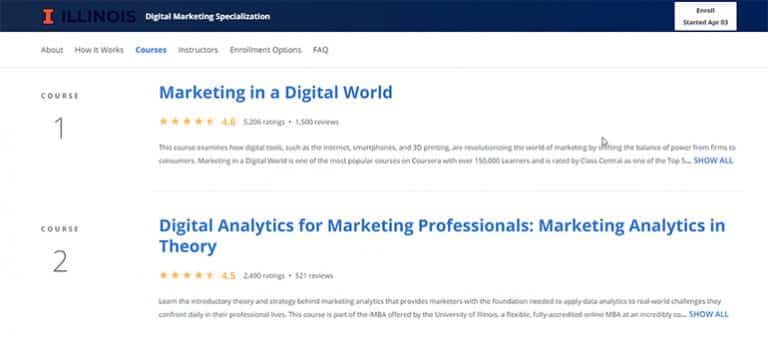 I ILLINOIS Digital Marketing Specialization
Enroll
Started Apr 03
About How it Works Courses Instructors Enrollment Options FAQ
COURSE
1
Marketing in a Digital World
4.6 5,206 ratings • 1,500 reviews
This course examines how digital tools, such as the Internet, smartphones, and 3D printing, are revolutionizing the world of marketing by shifting the balance of power from firms to
consumers. Marketing in a Digital World is one of the most popular courses on Coursera with over 150,000 Learners and is rated by Class Central as one of the Top 5... SHOW ALL
COURSE
2
Digital Analytics for Marketing Professionals: Marketing Analytics in
Theory
4.5 2,490 ratings • 521 reviews
Learn the introductory theory and strategy behind marketing analytics that provides marketers with the foundation needed to apply data analytics to real-world challenges they
confront daily in their professional lives. This course is part of the iMBA offered by the University of Illinois, a flexible, fully-accredited online MBA at an incredibly co... SHOW ALL